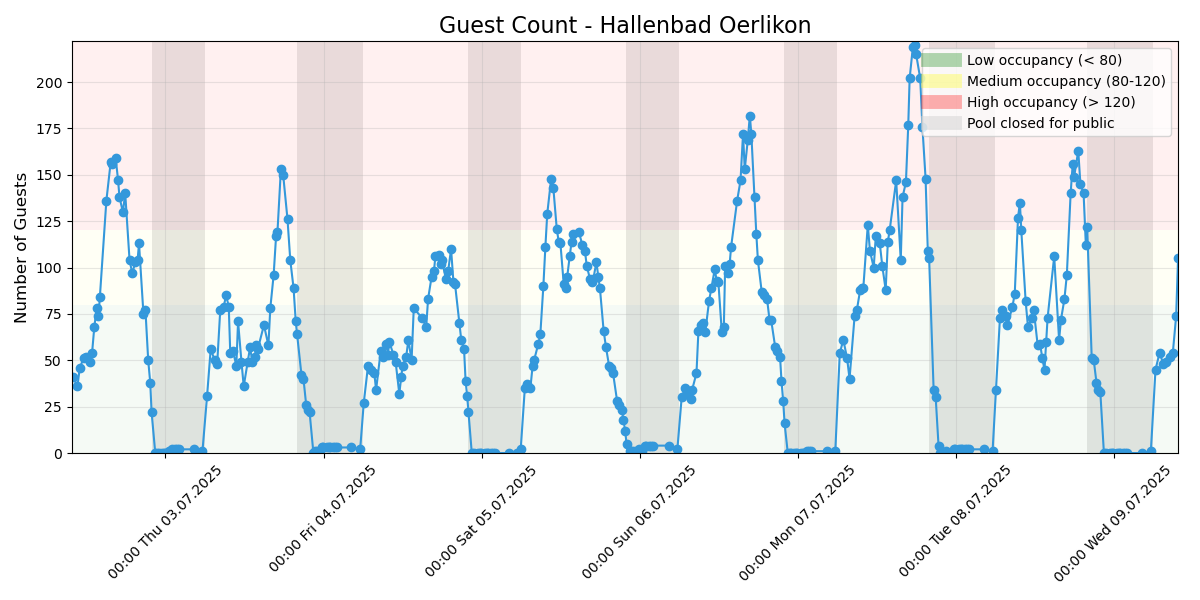 Guest Count - Hallenbad Oerlikon
Number of Guests
200
175
150
125
100
75
50
25
0
Low occupancy (< 80)
Medium occupancy (80-120)
High occupancy (> 120)
Pool closed for public
00:00 Thu 03.07.2025
00:00 Fri 04.07.2025
00:00 Sat 05.07.2025
00:00 Sun 06.07.2025
00:00 Mon 07.07.2025
00:00 Tue 08.07.2025
00:00 Wed 09.07.2025